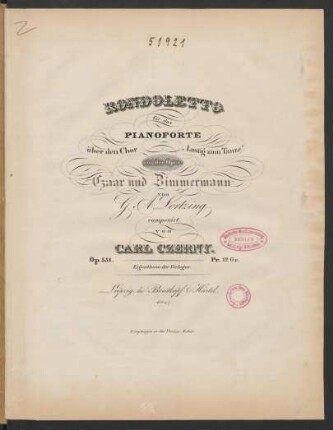 2
51921
RONDOLETTO
für das
PIANOFORTE
über den Chor „Lustig zum Tanze"
aus der Oper
Czaar und Zimmermann
von
G. A. Lortzing
componirt
von
CARL CZERNY.
Op. 551. Pr. 12 Gr.
Eigenthum der Verleger.
Leipzig, bei Breitkopf & Härtel.